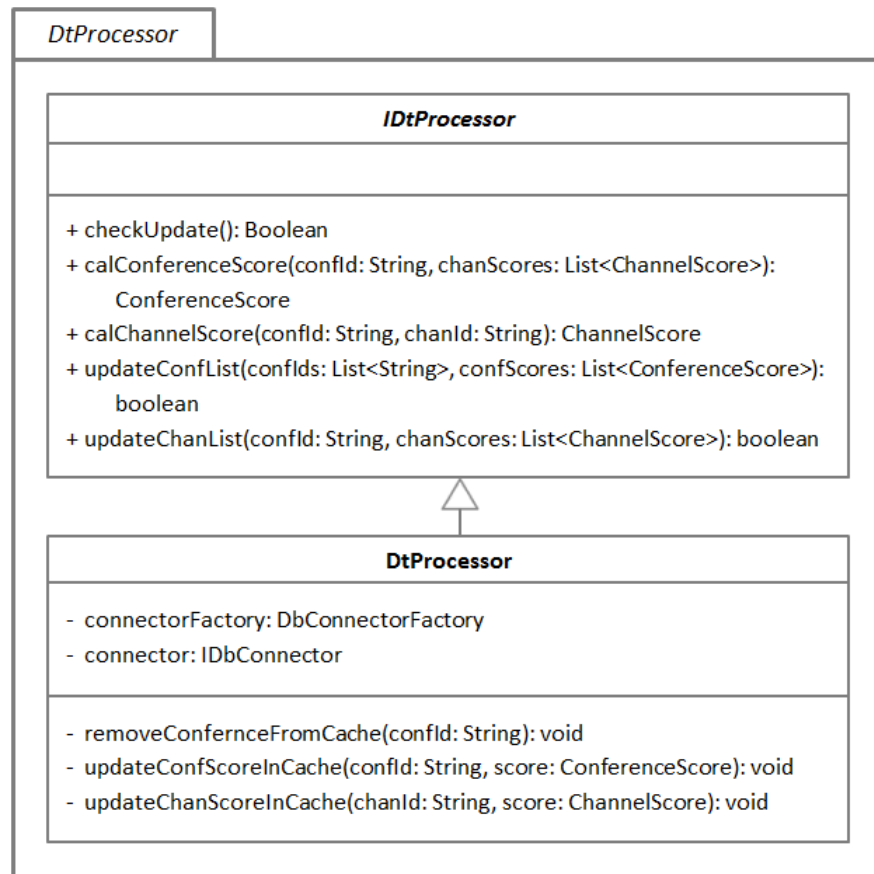 DtProcessor
IDtProcessor
+ checkUpdate(): Boolean
+ calConferenceScore(confId: String, chanScores: List<ChannelScore>):
ConferenceScore
+ calChannelScore(confId: String, chanId: String): ChannelScore
+ updateConfList(confIds: List<String>, confScores: List<ConferenceScore>):
boolean
+ updateChanList(confId: String, chanScores: List<ChannelScore>): boolean
DtProcessor
- connectorFactory: DbConnectorFactory
- connector: IDbConnector
- removeConfernceFromCache(confId: String): void
- updateConfScoreInCache(confId: String, score: ConferenceScore): void
- updateChanScoreInCache(chanId: String, score: ChannelScore): void